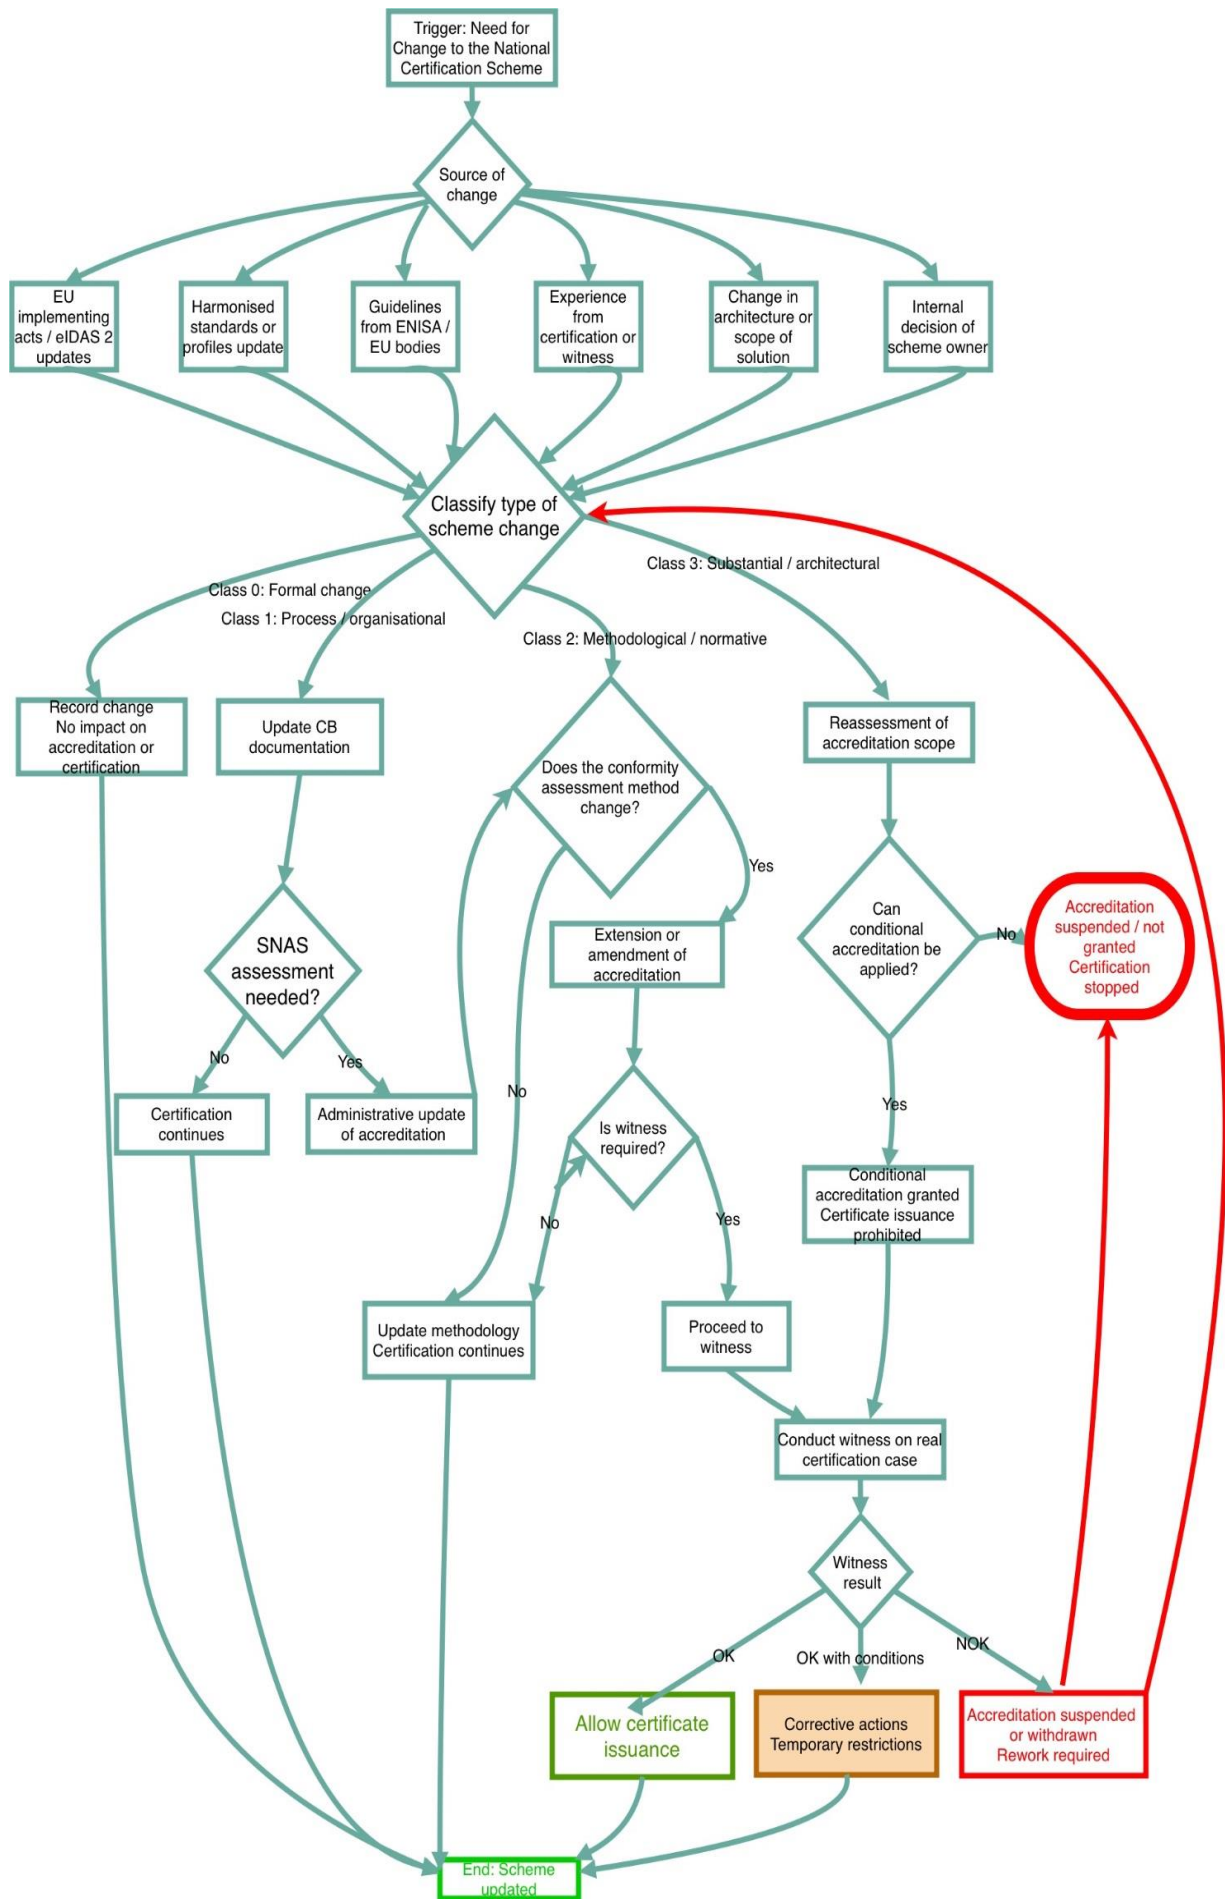 Trigger: Need for
Change to the National
Certification Scheme
Source of
change
EU
implementing
acts / eIDAS 2
updates
Harmonised
standards or
profiles update
Guidelines
from ENISA /
EU bodies
Experience
from
certification or
witness
Change in
architecture or
scope of
solution
Internal
decision of
scheme owner
Classify type of
scheme change
Class 0: Formal change
Class 1: Process / organisational
Class 2: Methodological / normative
Class 3: Substantial / architectural
Record change
No impact on
accreditation or
certification
Update CB
documentation
Does the conformity
assessment method
change?
Reassessment of
accreditation scope
Yes
Can
conditional
accreditation be
applied?
No
Accreditation
suspended / not
granted
Certification
stopped
SNAS
assessment
needed?
Extension or
amendment of
accreditation
No
Yes
No
Yes
Certification
continues
Administrative update
of accreditation
Is witness
required?
Conditional
accreditation granted
Certificate issuance
prohibited
No
Yes
Update methodology
Certification continues
Proceed to
witness
Conduct witness on real
certification case
Witness
result
OK
OK with conditions
NOK
Allow certificate
issuance
Corrective actions
Temporary restrictions
Accreditation suspended
or withdrawn
Rework required
End: Scheme
updated